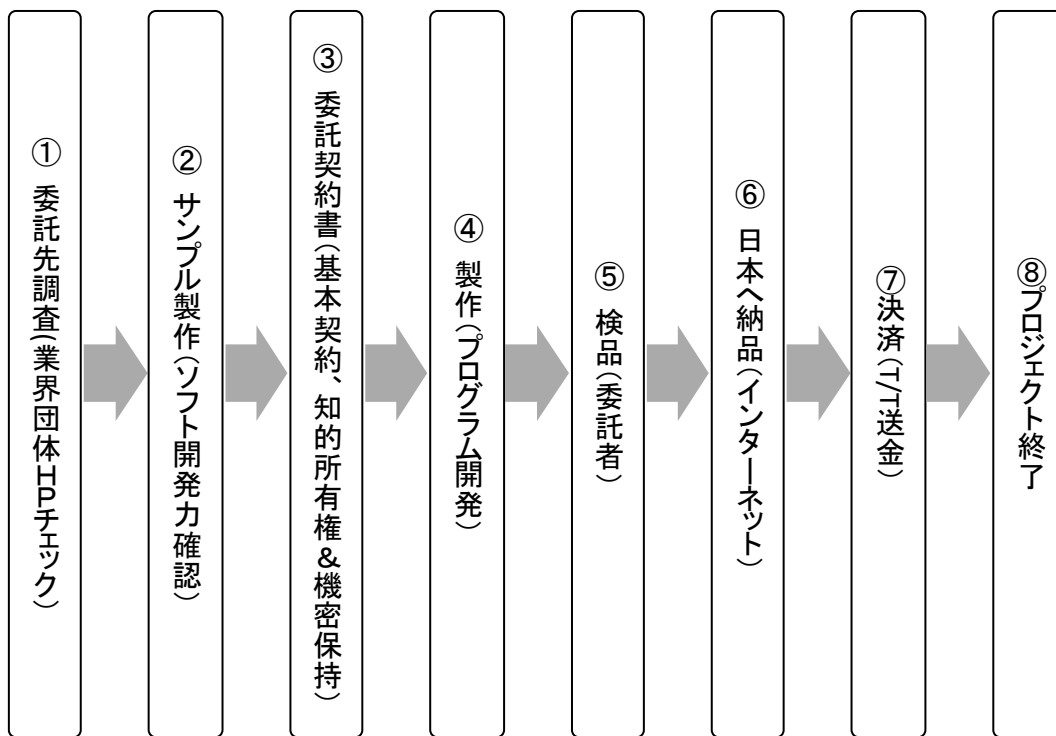 ① 委託先調査(業界団体HPチェック)
② サンプル製作(ソフト開発力確認)
③ 委託契約書(基本契約、知的所有権&機密保持)
④ 製作(プログラム開発)
⑤ 検品(委託者)
⑥ 日本へ納品(インターネット)
⑦決済(T/T送金)
⑧プロジェクト終了